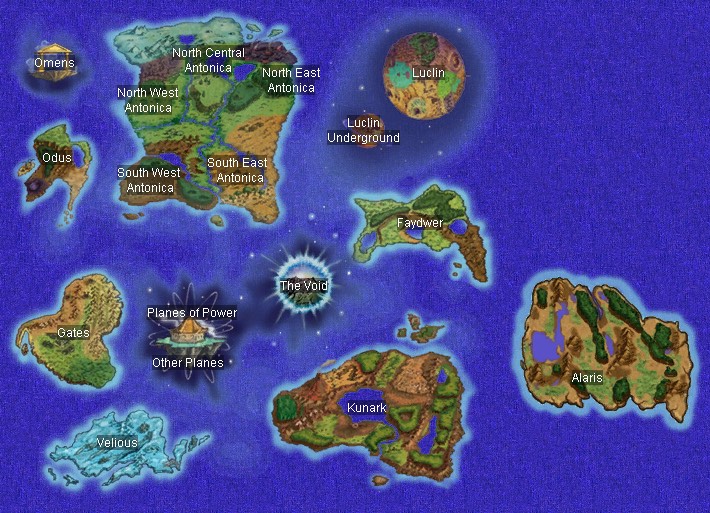 Omens
North Central
Antonica
North East
Antonica
Luclin
North West
Antonica
Luclin
Underground
Odus
South East
Antonica
South West
Antonica
Faydwer
The Void
Planes of Power
Gates
Other Planes
Alaris
Kunark
Velious